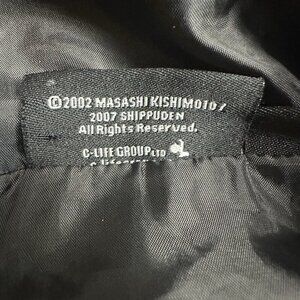 ©2002 MASASHI KISHIMOTO/
2007 SHIPPUDEN
All Rights Reserved.
C-LIFE GROUP LTD